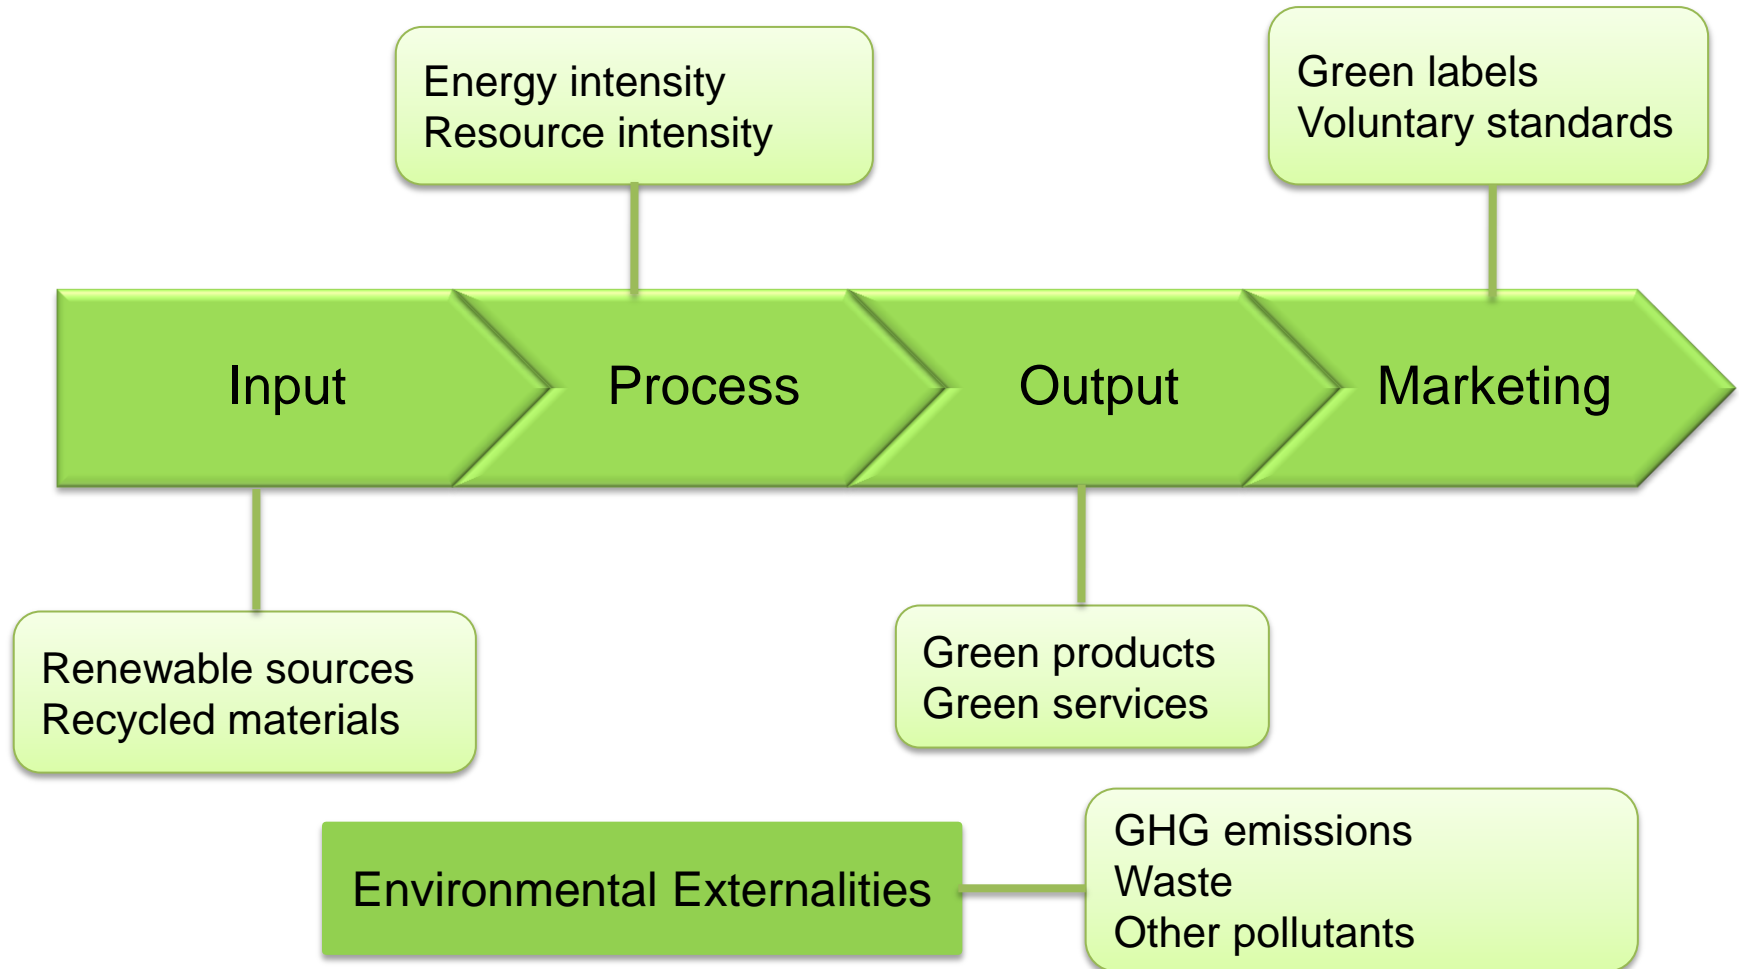 Energy intensity
Resource intensity
Green labels
Voluntary standards
Input
Process
Output
Marketing
Renewable sources
Recycled materials
Green products
Green services
Environmental Externalities
GHG emissions
Waste
Other pollutants